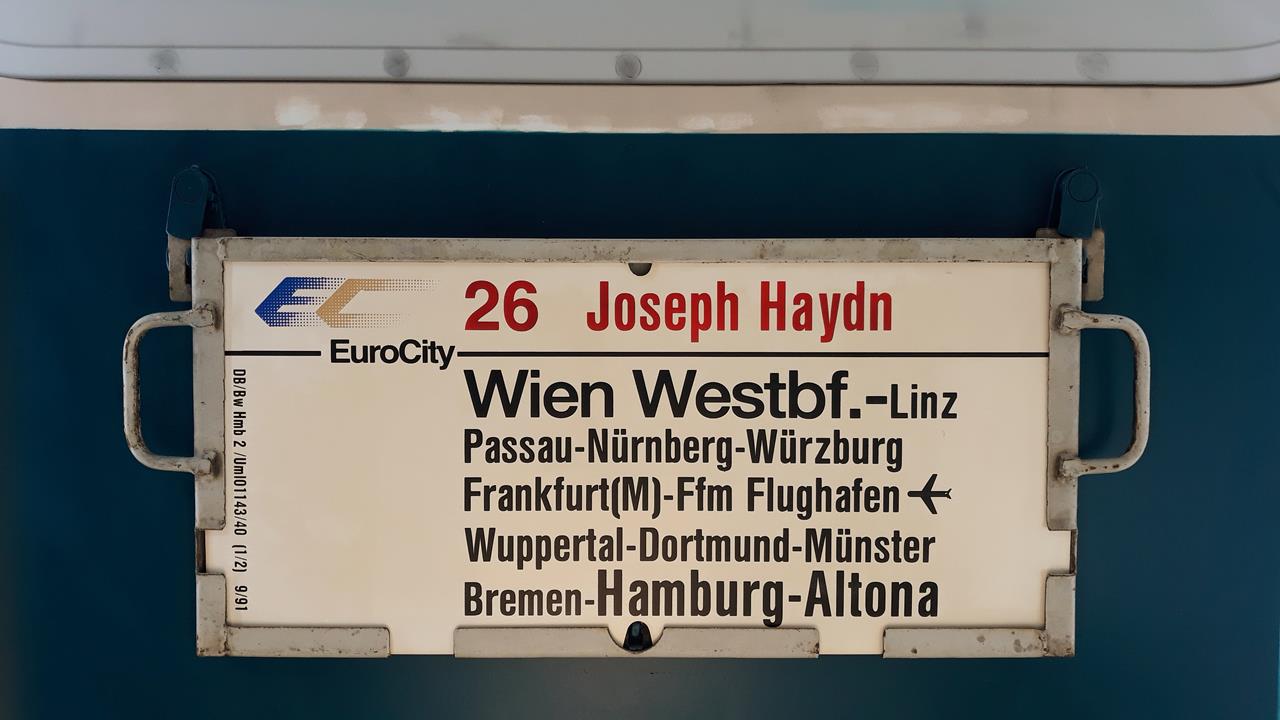 EC 26 Joseph Haydn
EuroCity
Wien Westbf.-Linz
Passau-Nürnberg-Würzburg
Frankfurt(M)-Ffm Flughafen
Wuppertal-Dortmund-Münster
Bremen-Hamburg-Altona
DB/Bw Hmb 2 /Uml01143/40 (1/2) 9/91